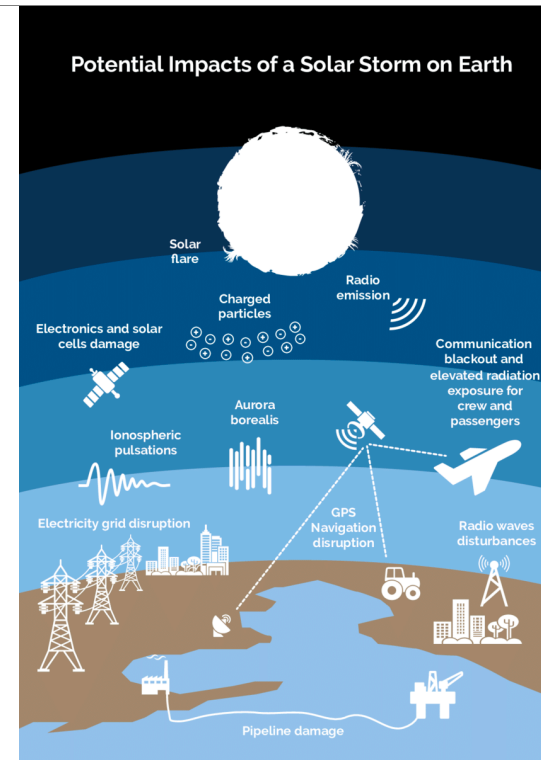 Potential Impacts of a Solar Storm on Earth
Solar
flare
Radio
emission
Charged
particles
Electronics and solar
cells damage
Communication
blackout and
elevated radiation
exposure for
crew and
passengers
Aurora
borealis
Ionospheric
pulsations
GPS
Navigation
disruption
Electricity grid disruption
Radio waves
disturbances
Pipeline damage